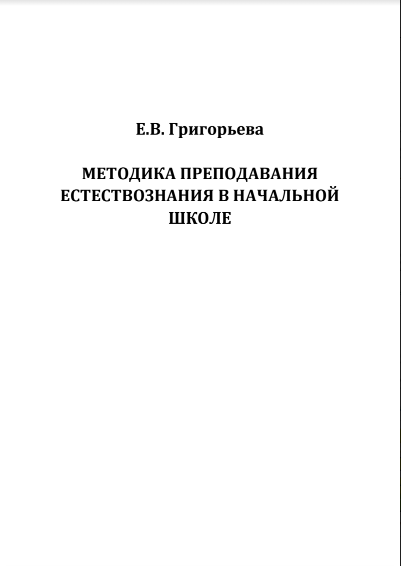 Е.В. Григорьева
МЕТОДИКА ПРЕПОДАВАНИЯ
ЕСТЕСТВОЗНАНИЯ В НАЧАЛЬНОЙ
ШКОЛЕ